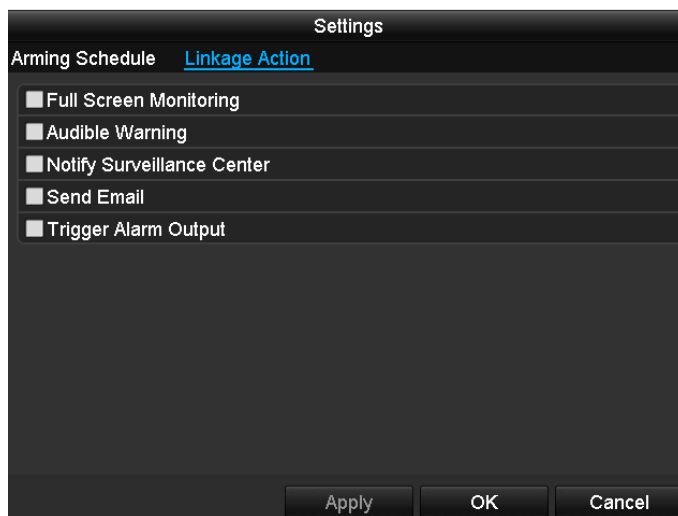 Settings
Arming Schedule Linkage Action
Full Screen Monitoring
Audible Warning
Notify Surveillance Center
Send Email
Trigger Alarm Output
Apply OK Cancel